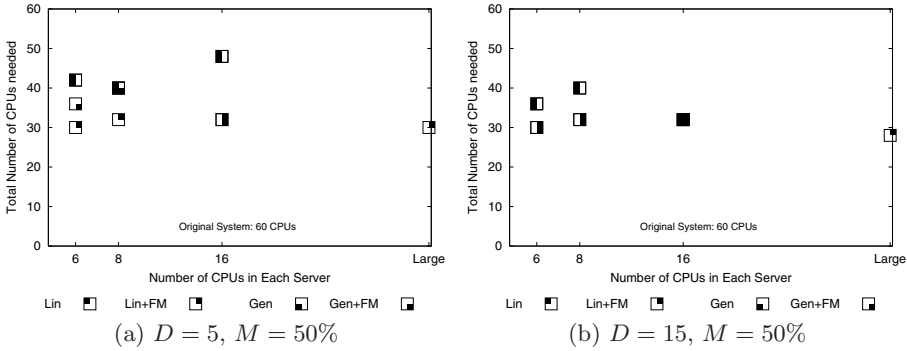 Total Number of CPUs needed
60
50
40
30
20
10
0
Original System: 60 CPUs
6 8 16 Large
Number of CPUs in Each Server
Lin Lin+FM Gen Gen+FM
(a) D = 5, M = 50%
Total Number of CPUs needed
60
50
40
30
20
10
0
Original System: 60 CPUs
6 8 16 Large
Number of CPUs in Each Server
Lin Lin+FM Gen Gen+FM
(b) D = 15, M = 50%